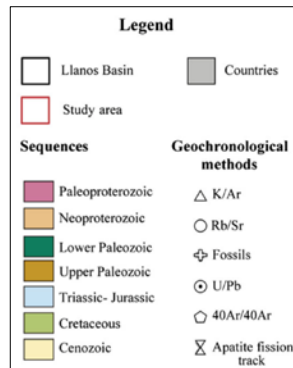 Legend
Llanos Basin
Countries
Study area
Sequences
Geochronological
methods
Paleoproterozoic
Neoproterozoic
Lower Paleozoic
Upper Paleozoic
Triassic- Jurassic
Cretaceous
Cenozoic
K/Ar
Rb/Sr
Fossils
U/Pb
40Ar/40Ar
Apatite fission
track